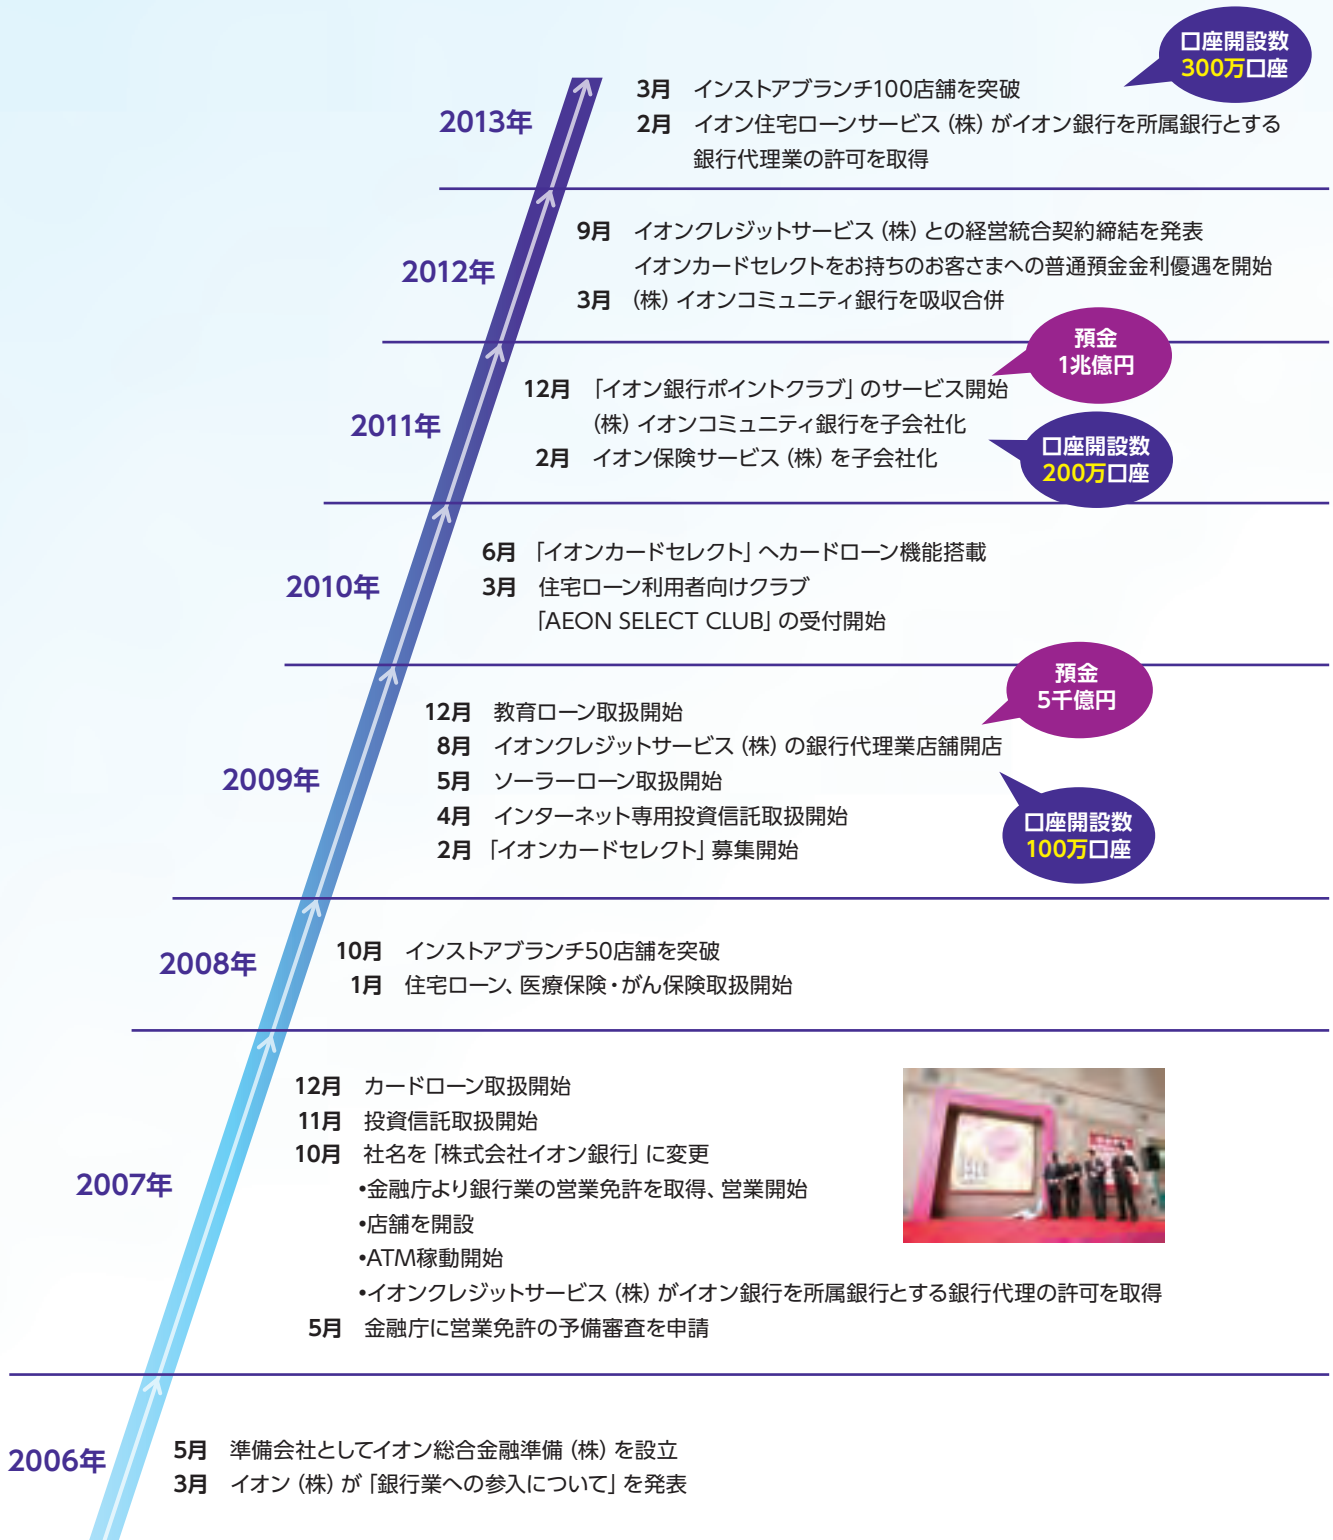 口座開設数
300万口座
2013年
3月 インストアブランチ100店舗を突破
2月 イオン住宅ローンサービス（株）がイオン銀行を所属銀行とする
銀行代理業の許可を取得
2012年
9月 イオンクレジットサービス（株）との経営統合契約締結を発表
イオンカードセレクトをお持ちのお客さまへの普通預金金利優遇を開始
3月 （株）イオンコミュニティ銀行を吸収合併
預金
1兆億円
2011年
12月 「イオン銀行ポイントクラブ」のサービス開始
（株）イオンコミュニティ銀行を子会社化
2月 イオン保険サービス（株）を子会社化
口座開設数
200万口座
2010年
6月 「イオンカードセレクト」へカードローン機能搭載
3月 住宅ローン利用者向けクラブ
「AEON SELECT CLUB」の受付開始
預金
5千億円
2009年
12月 教育ローン取扱開始
8月 イオンクレジットサービス（株）の銀行代理業店舗開店
5月 ソーラーローン取扱開始
4月 インターネット専用投資信託取扱開始
2月 「イオンカードセレクト」募集開始
口座開設数
100万口座
2008年
10月 インストアブランチ50店舗を突破
1月 住宅ローン、医療保険・がん保険取扱開始
2007年
12月 カードローン取扱開始
11月 投資信託取扱開始
10月 社名を「株式会社イオン銀行」に変更
•金融庁より銀行業の営業免許を取得、営業開始
•店舗を開設
•ATM稼動開始
•イオンクレジットサービス（株）がイオン銀行を所属銀行とする銀行代理の許可を取得
5月 金融庁に営業免許の予備審査を申請
2006年
5月 準備会社としてイオン総合金融準備（株）を設立
3月 イオン（株）が「銀行業への参入について」を発表